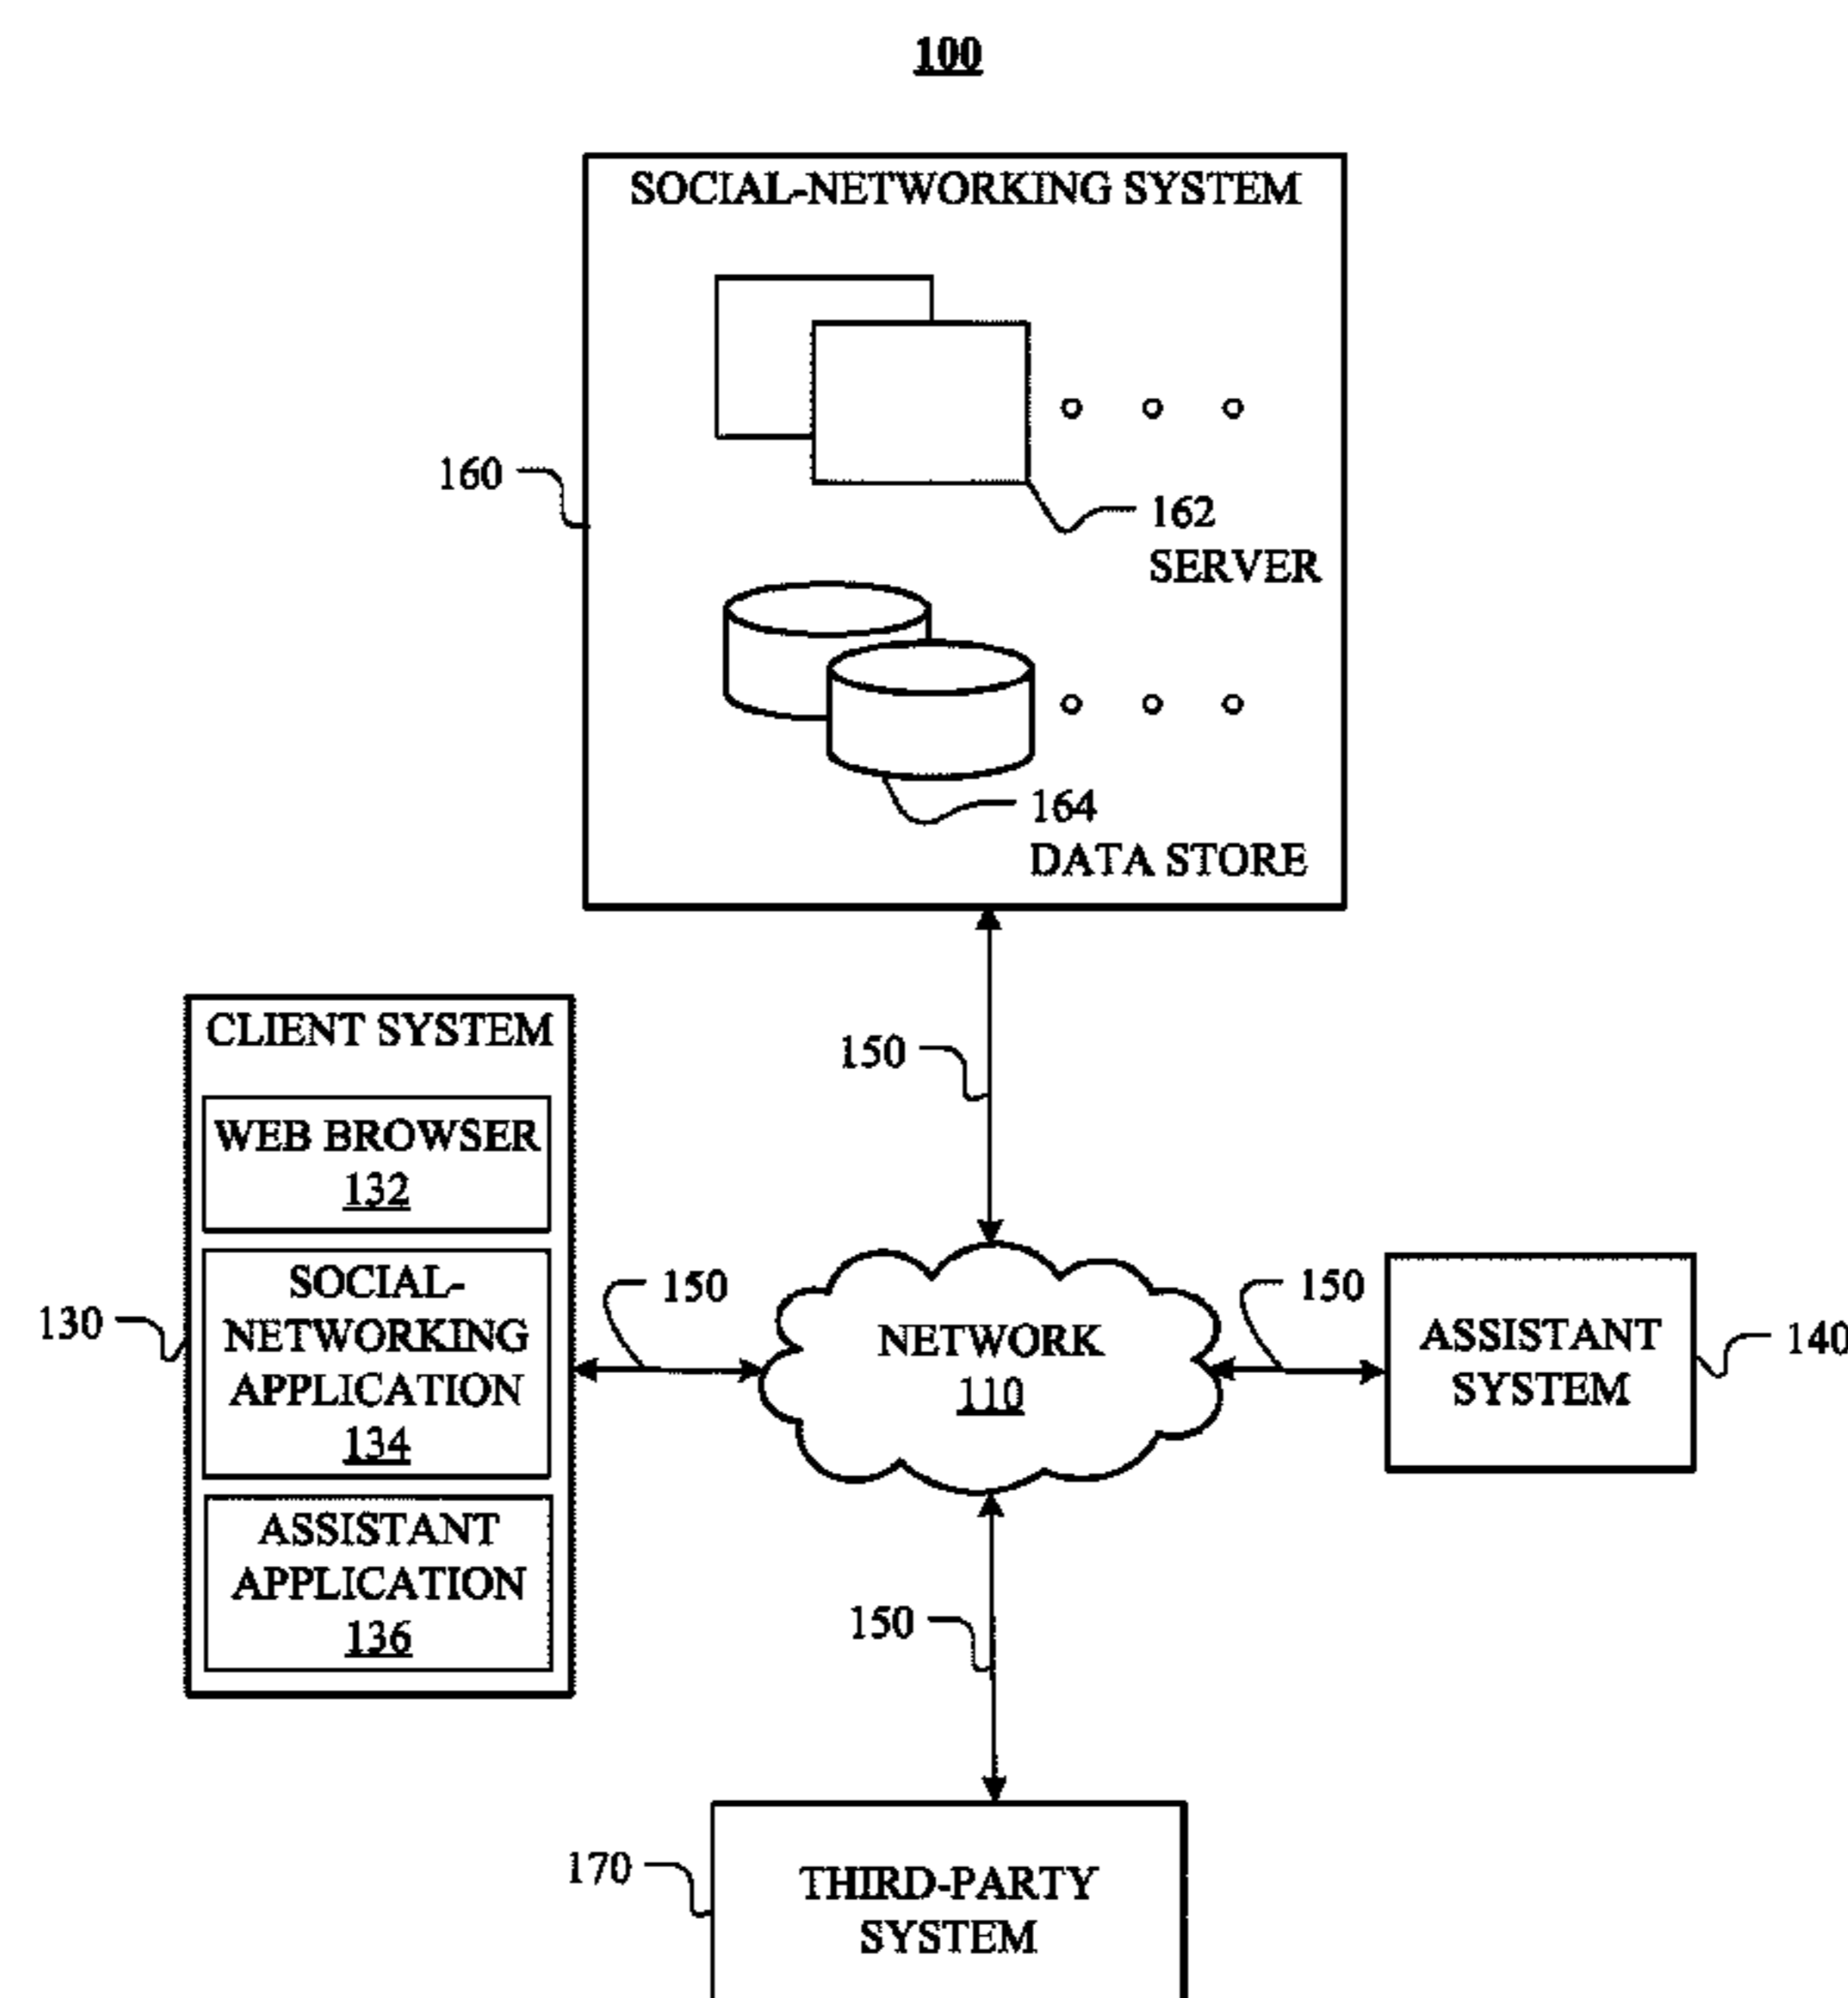 100
SOCIAL-NETWORKING SYSTEM
160
162
SERVER
164
DATA STORE
CLIENT SYSTEM
WEB BROWSER
132
SOCIAL-
NETWORKING
APPLICATION
134
ASSISTANT
APPLICATION
136
130
150
150
NETWORK
110
150
ASSISTANT
SYSTEM
140
150
170
THIRD-PARTY
SYSTEM